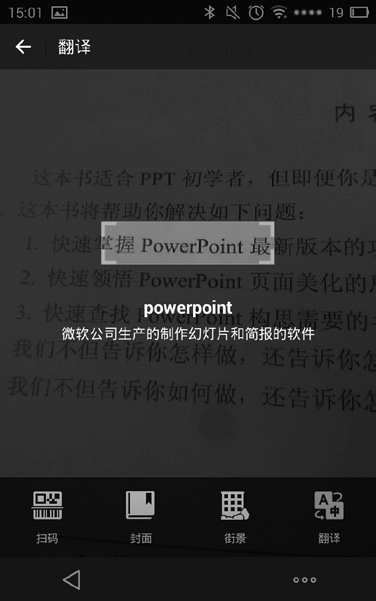 15:01
19
翻译
内 容
这本书适合 PPT 初学者，但即便你是
这本书将帮助你解决如下问题：
1. 快速掌握 PowerPoint 最新版本的
2. 快速领悟 PowerPoint 页面美化的
3. 快速查找 PowerPoint 构思需要的
powerpoint
微软公司生产的制作幻灯片和简报的软件
我们不但告诉你怎样做，还告诉你怎
我们不但告诉你如何做，还告诉你怎
扫码
封面
街景
翻译